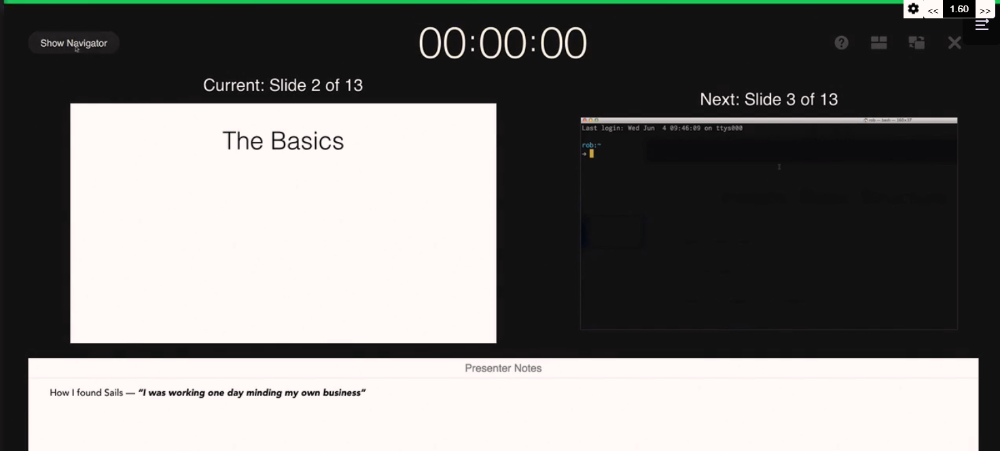 << 1.60 >>
Show Navigator
00:00:00
Current: Slide 2 of 13
Next: Slide 3 of 13
The Basics
rob — bash — 160×37
Last login: Wed Jun  4 09:46:09 on ttys000
rob:~
→
Presenter Notes
How I found Sails — “I was working one day minding my own business”